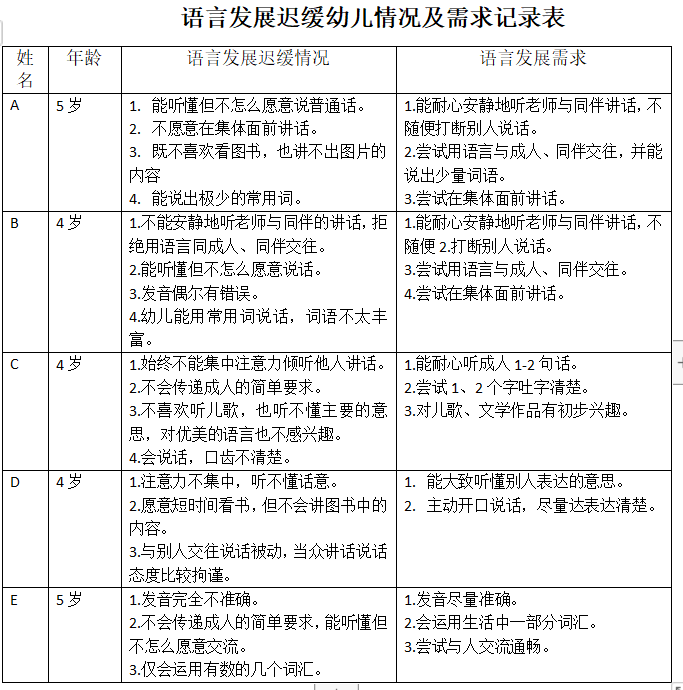 语言发展迟缓幼儿情况及需求记录表
姓名
年龄
语言发展迟缓情况
语言发展需求
A
5 岁
1. 能听懂但不怎么愿意说普通话。
2. 不愿意在集体面前讲话。
3. 既不喜欢看图书，也讲不出图片的
内容
4. 能说出极少的常用词。
1.能耐心安静地听老师与同伴讲话，不
随便打断别人说话。
2.尝试用语言与成人、同伴交往，并能
说出少量词语。
3.尝试在集体面前讲话。
B
4 岁
1.不能安静地听老师与同伴的讲话，拒
绝用语言同成人、同伴交往。
2.能听懂但不怎么愿意说话。
3.发音偶尔有错误。
4.幼儿能用常用词说话，词语不太丰
富。
1.能耐心安静地听老师与同伴讲话，不
随便 2.打断别人说话。
3.尝试用语言与成人、同伴交往。
4.尝试在集体面前讲话。
C
4 岁
1.始终不能集中注意力倾听他人讲话。
2.不会传递成人的简单要求。
3.不喜欢听儿歌，也听不懂主要的意
思，对优美的语言也不感兴趣。
4.会说话，口齿不清楚。
1.能耐心听成人 1-2 句话。
2.尝试 1、2 个字吐字清楚。
3.对儿歌、文学作品有初步兴趣。
D
4 岁
1.注意力不集中，听不懂话意。
2.愿意短时间看书，但不会讲图书中的
内容。
3.与别人交往说话被动，当众讲话说话
态度比较拘谨。
1. 能大致听懂别人表达的意思。
2. 主动开口说话，尽量达表达清楚。
E
5 岁
1.发音完全不准确。
2.不会传递成人的简单要求，能听懂但
不怎么愿意交流。
3.仅会运用有数的几个词汇。
1.发音尽量准确。
2.会运用生活中一部分词汇。
3.尝试与人交流通畅。